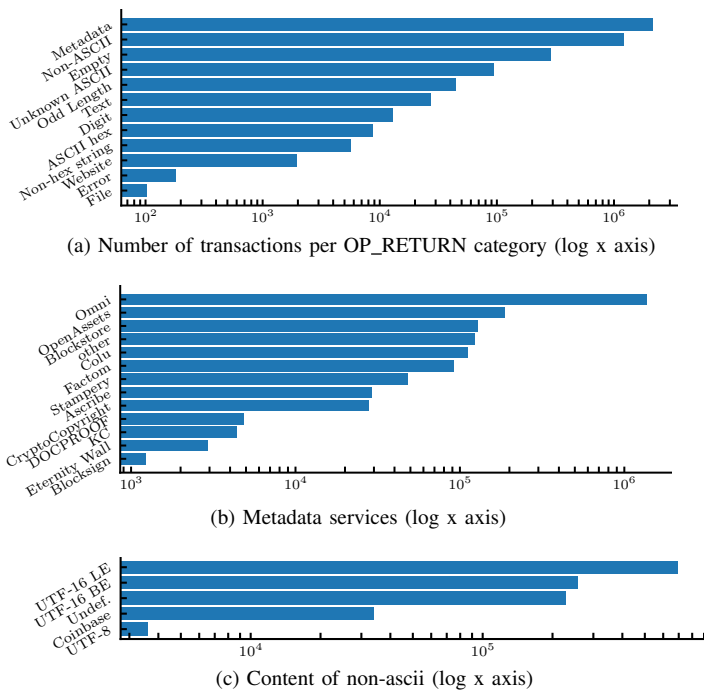 Metadata
Non-ASCII
Empty
Unknown ASCII
Odd Length
Text
Digit
ASCII hex
Non-hex string
Website
Error
File
10^2 10^3 10^4 10^5 10^6
(a) Number of transactions per OP_RETURN category (log x axis)
Omni
OpenAssets
Blockstore
other
Colu
Factom
Stampery
Ascribe
CryptoCopyright
DOCPROOF
KC
Eternity Wall
Blocksign
10^3 10^4 10^5 10^6
(b) Metadata services (log x axis)
UTF-16 LE
UTF-16 BE
Undef.
Coinbase
UTF-8
10^4 10^5
(c) Content of non-ascii (log x axis)